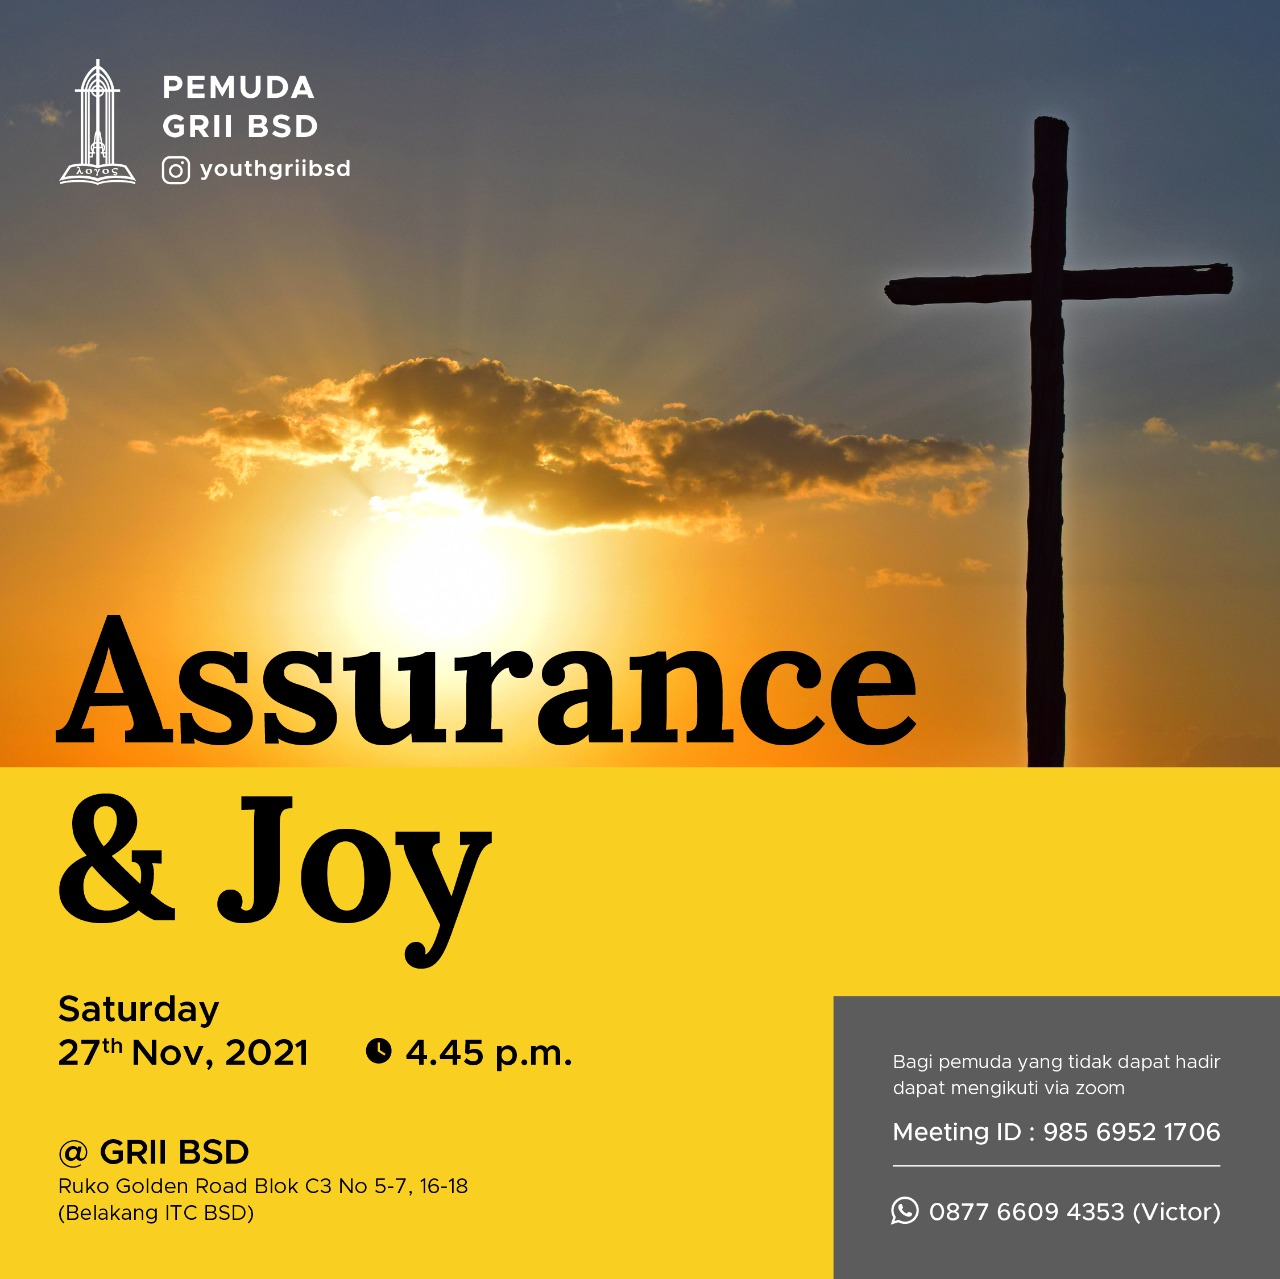 PEMUDA
GRII BSD
youthgriibsd
λογος
Assurance
& Joy
Saturday
27th Nov, 2021
4.45 p.m.
@ GRII BSD
Ruko Golden Road Blok C3 No 5-7, 16-18
(Belakang ITC BSD)
Bagi pemuda yang tidak dapat hadir
dapat mengikuti via zoom
Meeting ID : 985 6952 1706
0877 6609 4353 (Victor)